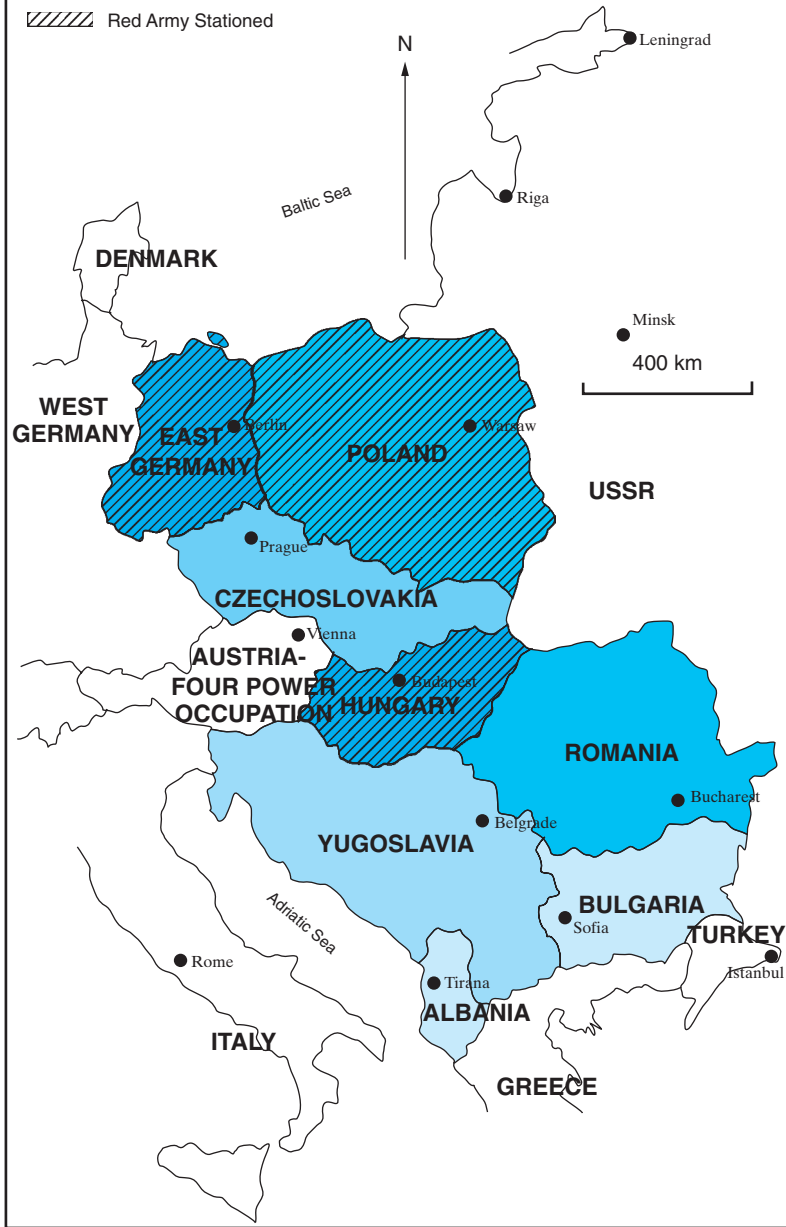 Red Army Stationed
N
Leningrad
Baltic Sea
Riga
DENMARK
Minsk
400 km
WEST
GERMANY
Berlin
EAST
GERMANY
Warsaw
POLAND
USSR
Prague
CZECHOSLOVAKIA
Vienna
AUSTRIA-
FOUR POWER
OCCUPATION
Budapest
HUNGARY
ROMANIA
Bucharest
Belgrade
YUGOSLAVIA
BULGARIA
Sofia
TURKEY
Istanbul
Adriatic Sea
Rome
Tirana
ALBANIA
ITALY
GREECE